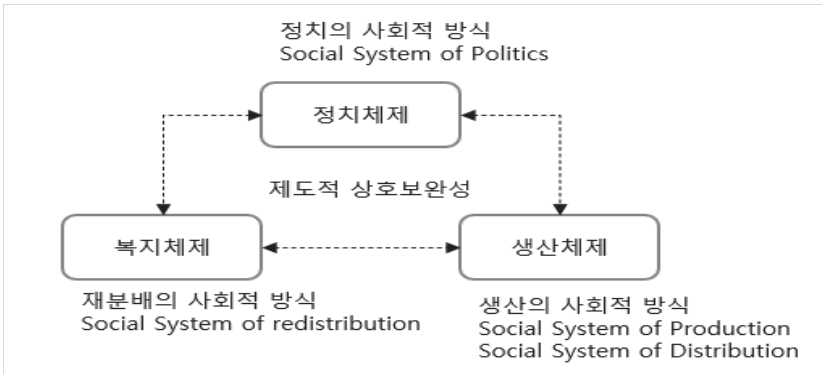 정치의 사회적 방식
Social System of Politics
정치체제
제도적 상호보완성
복지체제
생산체제
재분배의 사회적 방식
Social System of redistribution
생산의 사회적 방식
Social System of Production
Social System of Distribution